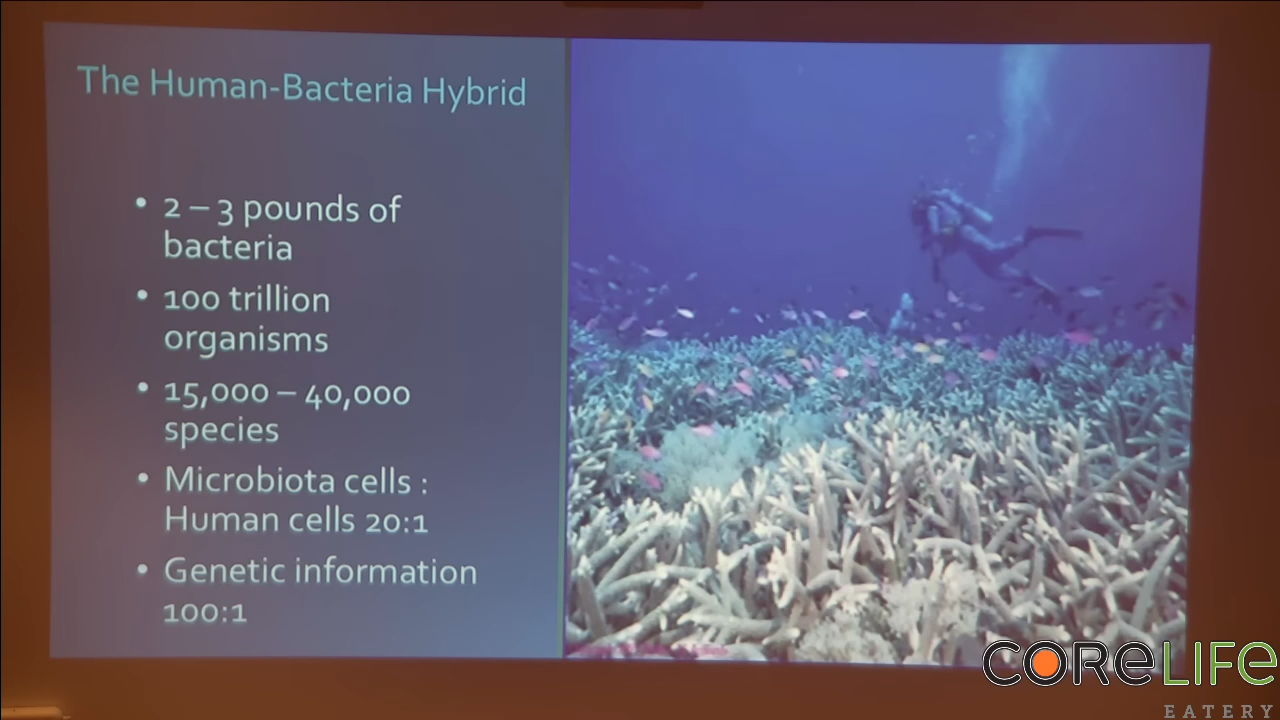 The Human-Bacteria Hybrid
• 2 – 3 pounds of
bacteria
• 100 trillion
organisms
• 15,000 – 40,000
species
• Microbiota cells :
Human cells 20:1
• Genetic information
100:1
CORELIFE
EATERY